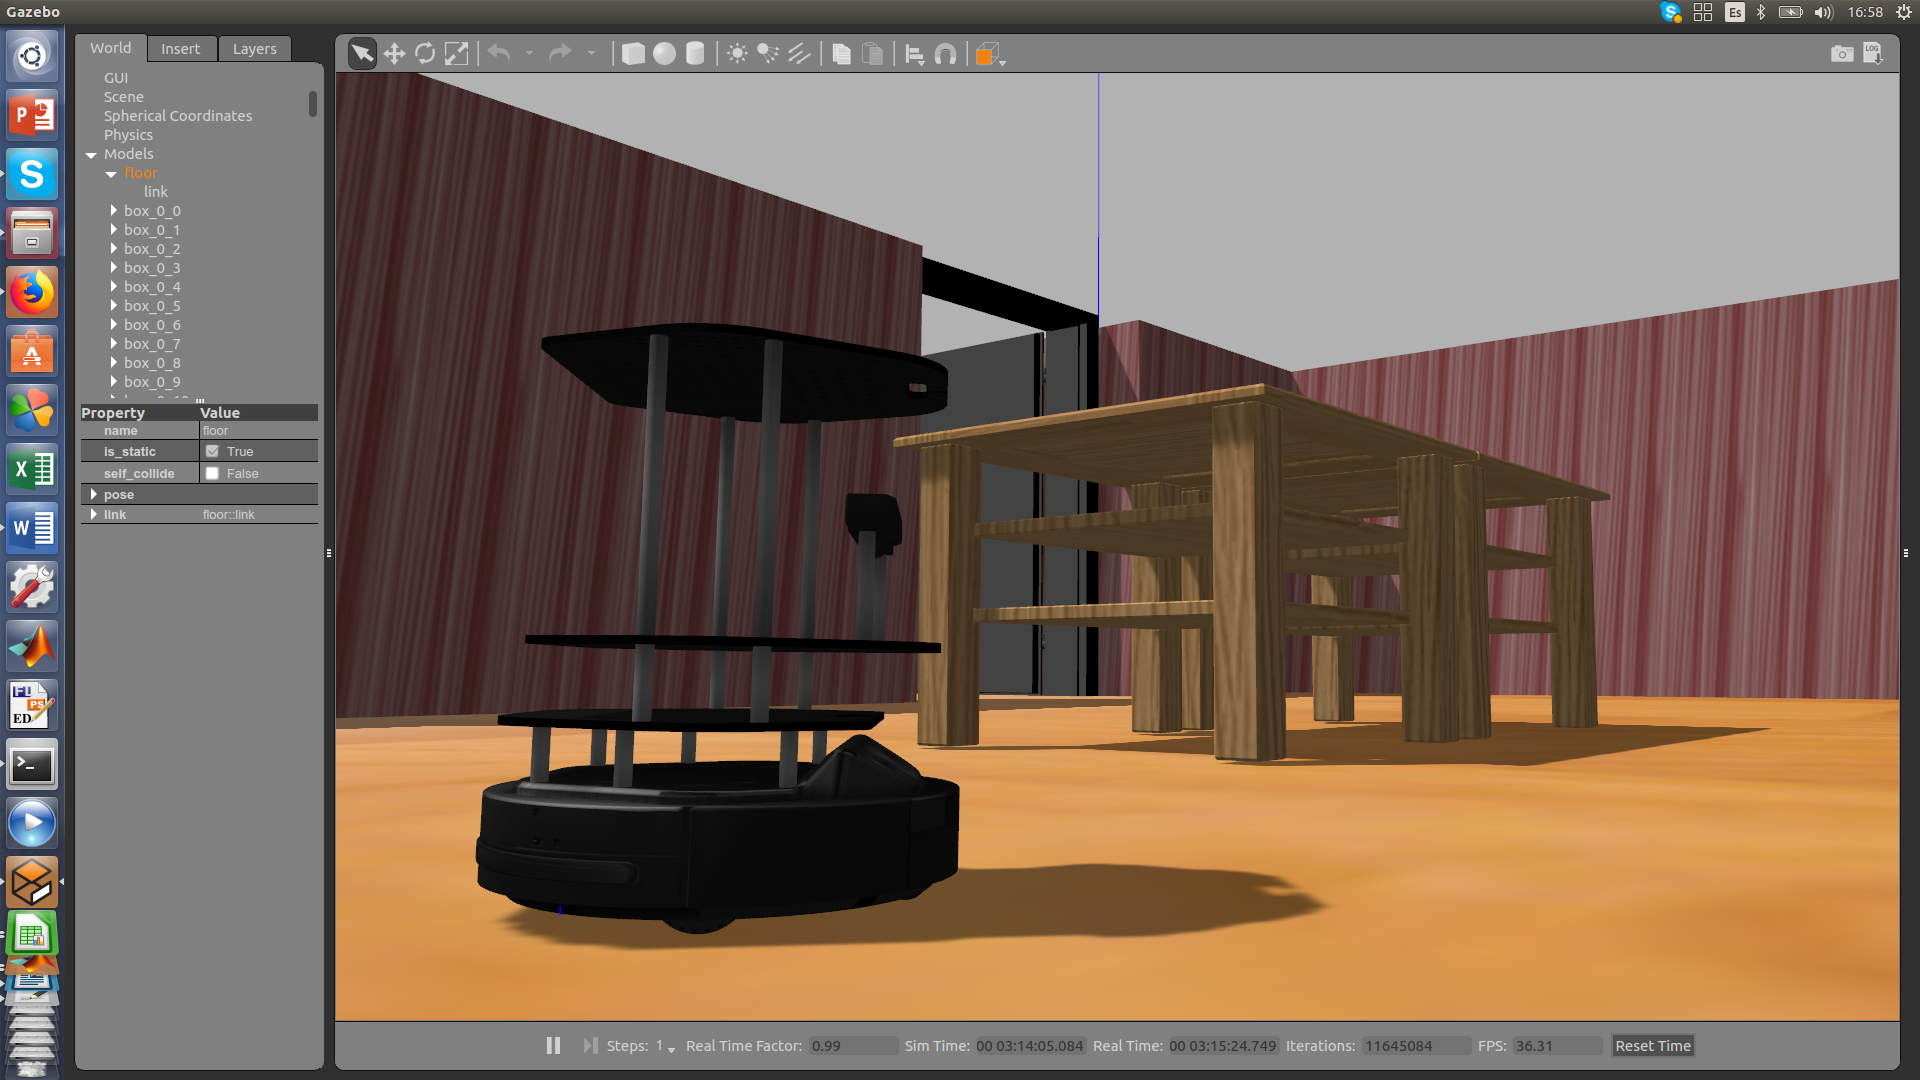 Gazebo
Es
16:58
World
Insert
Layers
LOG
GUI
Scene
Spherical Coordinates
Physics
Models
floor
link
box_0_0
box_0_1
box_0_2
box_0_3
box_0_4
box_0_5
box_0_6
box_0_7
box_0_8
box_0_9
Property Value
name floor
is_static True
self_collide False
pose
link floor::link
Steps: 1 Real Time Factor: 0.99 Sim Time: 00 03:14:05.084 Real Time: 00 03:15:24.749 Iterations: 11645084 FPS: 36.31 Reset Time